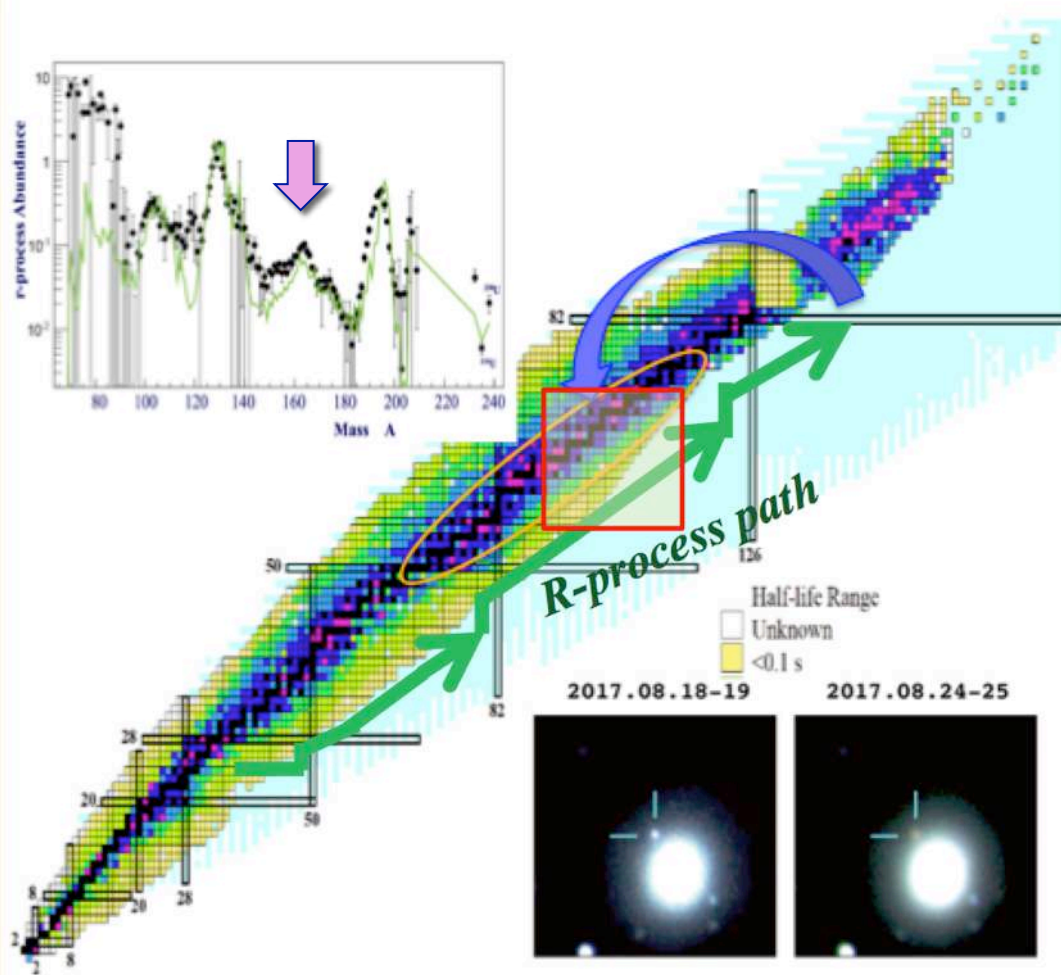 10
1
10⁻¹
10⁻²
r-process Abundance
80 100 120 140 160 180 200 220 240
Mass A
82
50
126
R-process path
Half-life Range
Unknown
<0.1 s
82
2017.08.18-19 2017.08.24-25
28
20
50
8
28
20
2
8
2